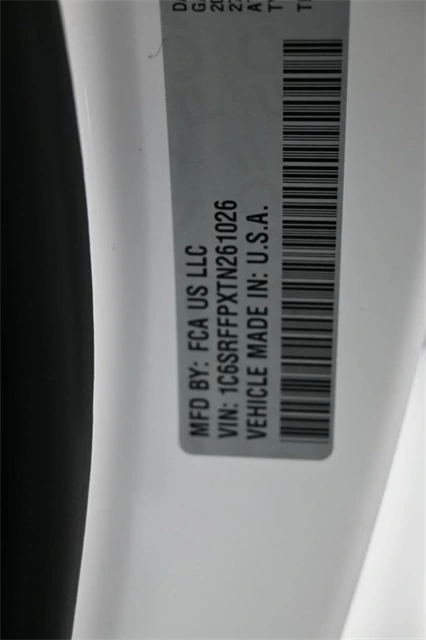 MFD BY: FCA US LLC
VIN: 1C6SRFFPXTN261026
VEHICLE MADE IN: U.S.A.